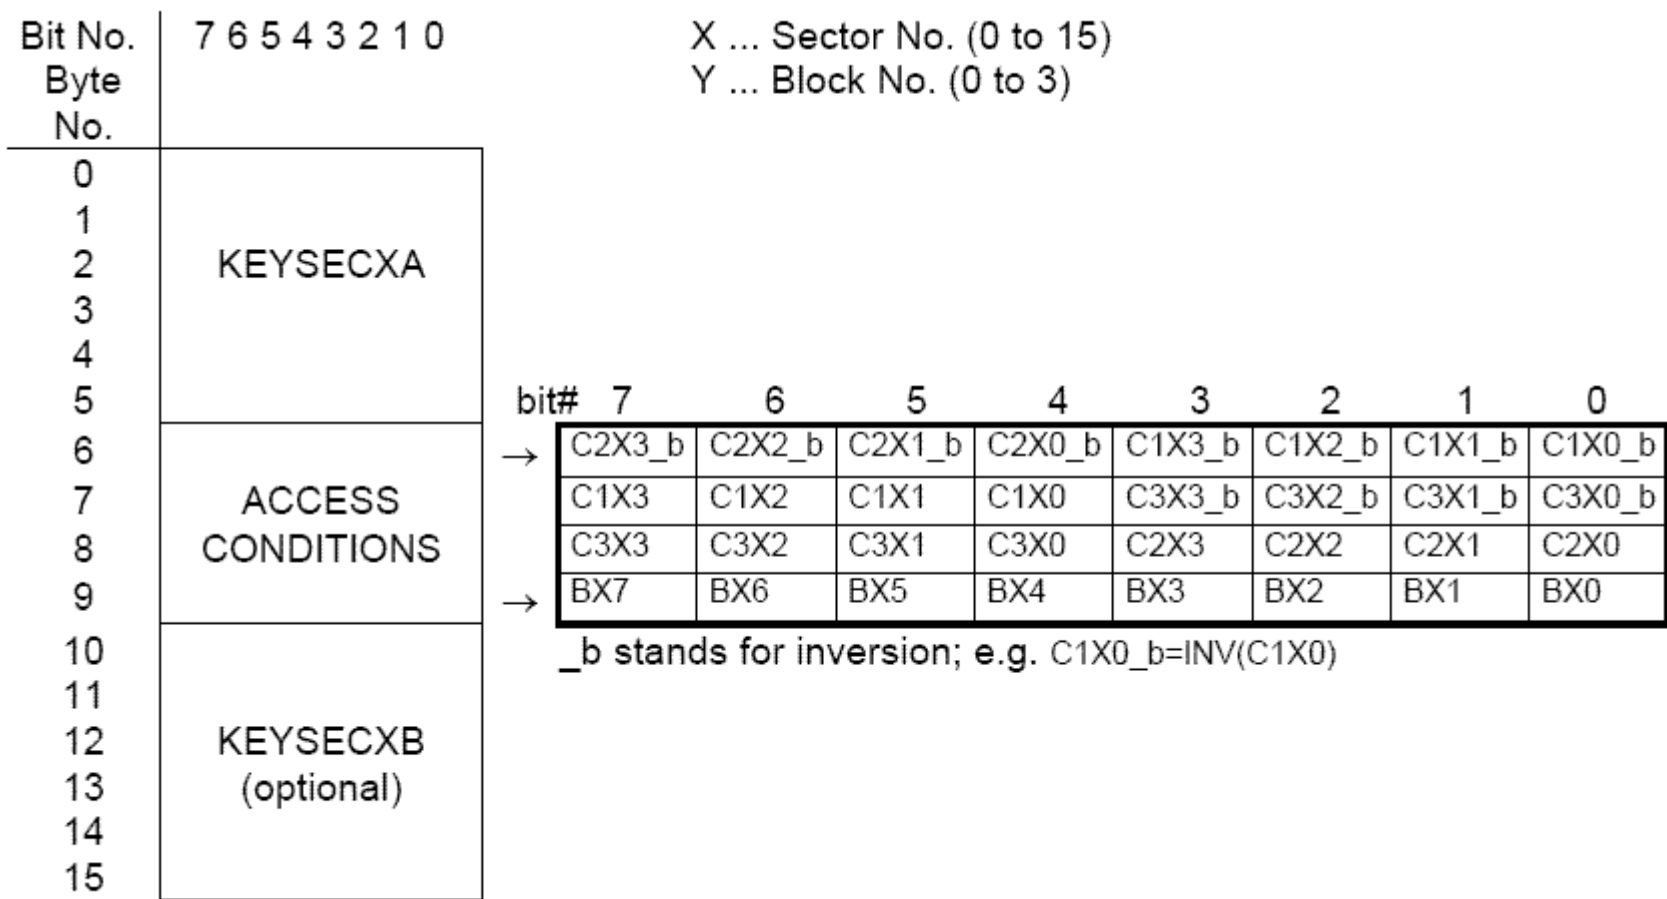 Bit No. 7 6 5 4 3 2 1 0 X ... Sector No. (0 to 15)
Byte Y ... Block No. (0 to 3)
No.
0
1
2 KEYSECXA
3
4
5 bit# 7 6 5 4 3 2 1 0
6 → C2X3_b C2X2_b C2X1_b C2X0_b C1X3_b C1X2_b C1X1_b C1X0_b
7 ACCESS C1X3 C1X2 C1X1 C1X0 C3X3_b C3X2_b C3X1_b C3X0_b
8 CONDITIONS C3X3 C3X2 C3X1 C3X0 C2X3 C2X2 C2X1 C2X0
9 → BX7 BX6 BX5 BX4 BX3 BX2 BX1 BX0
10 _b stands for inversion; e.g. C1X0_b=INV(C1X0)
11
12 KEYSECXB
13 (optional)
14
15